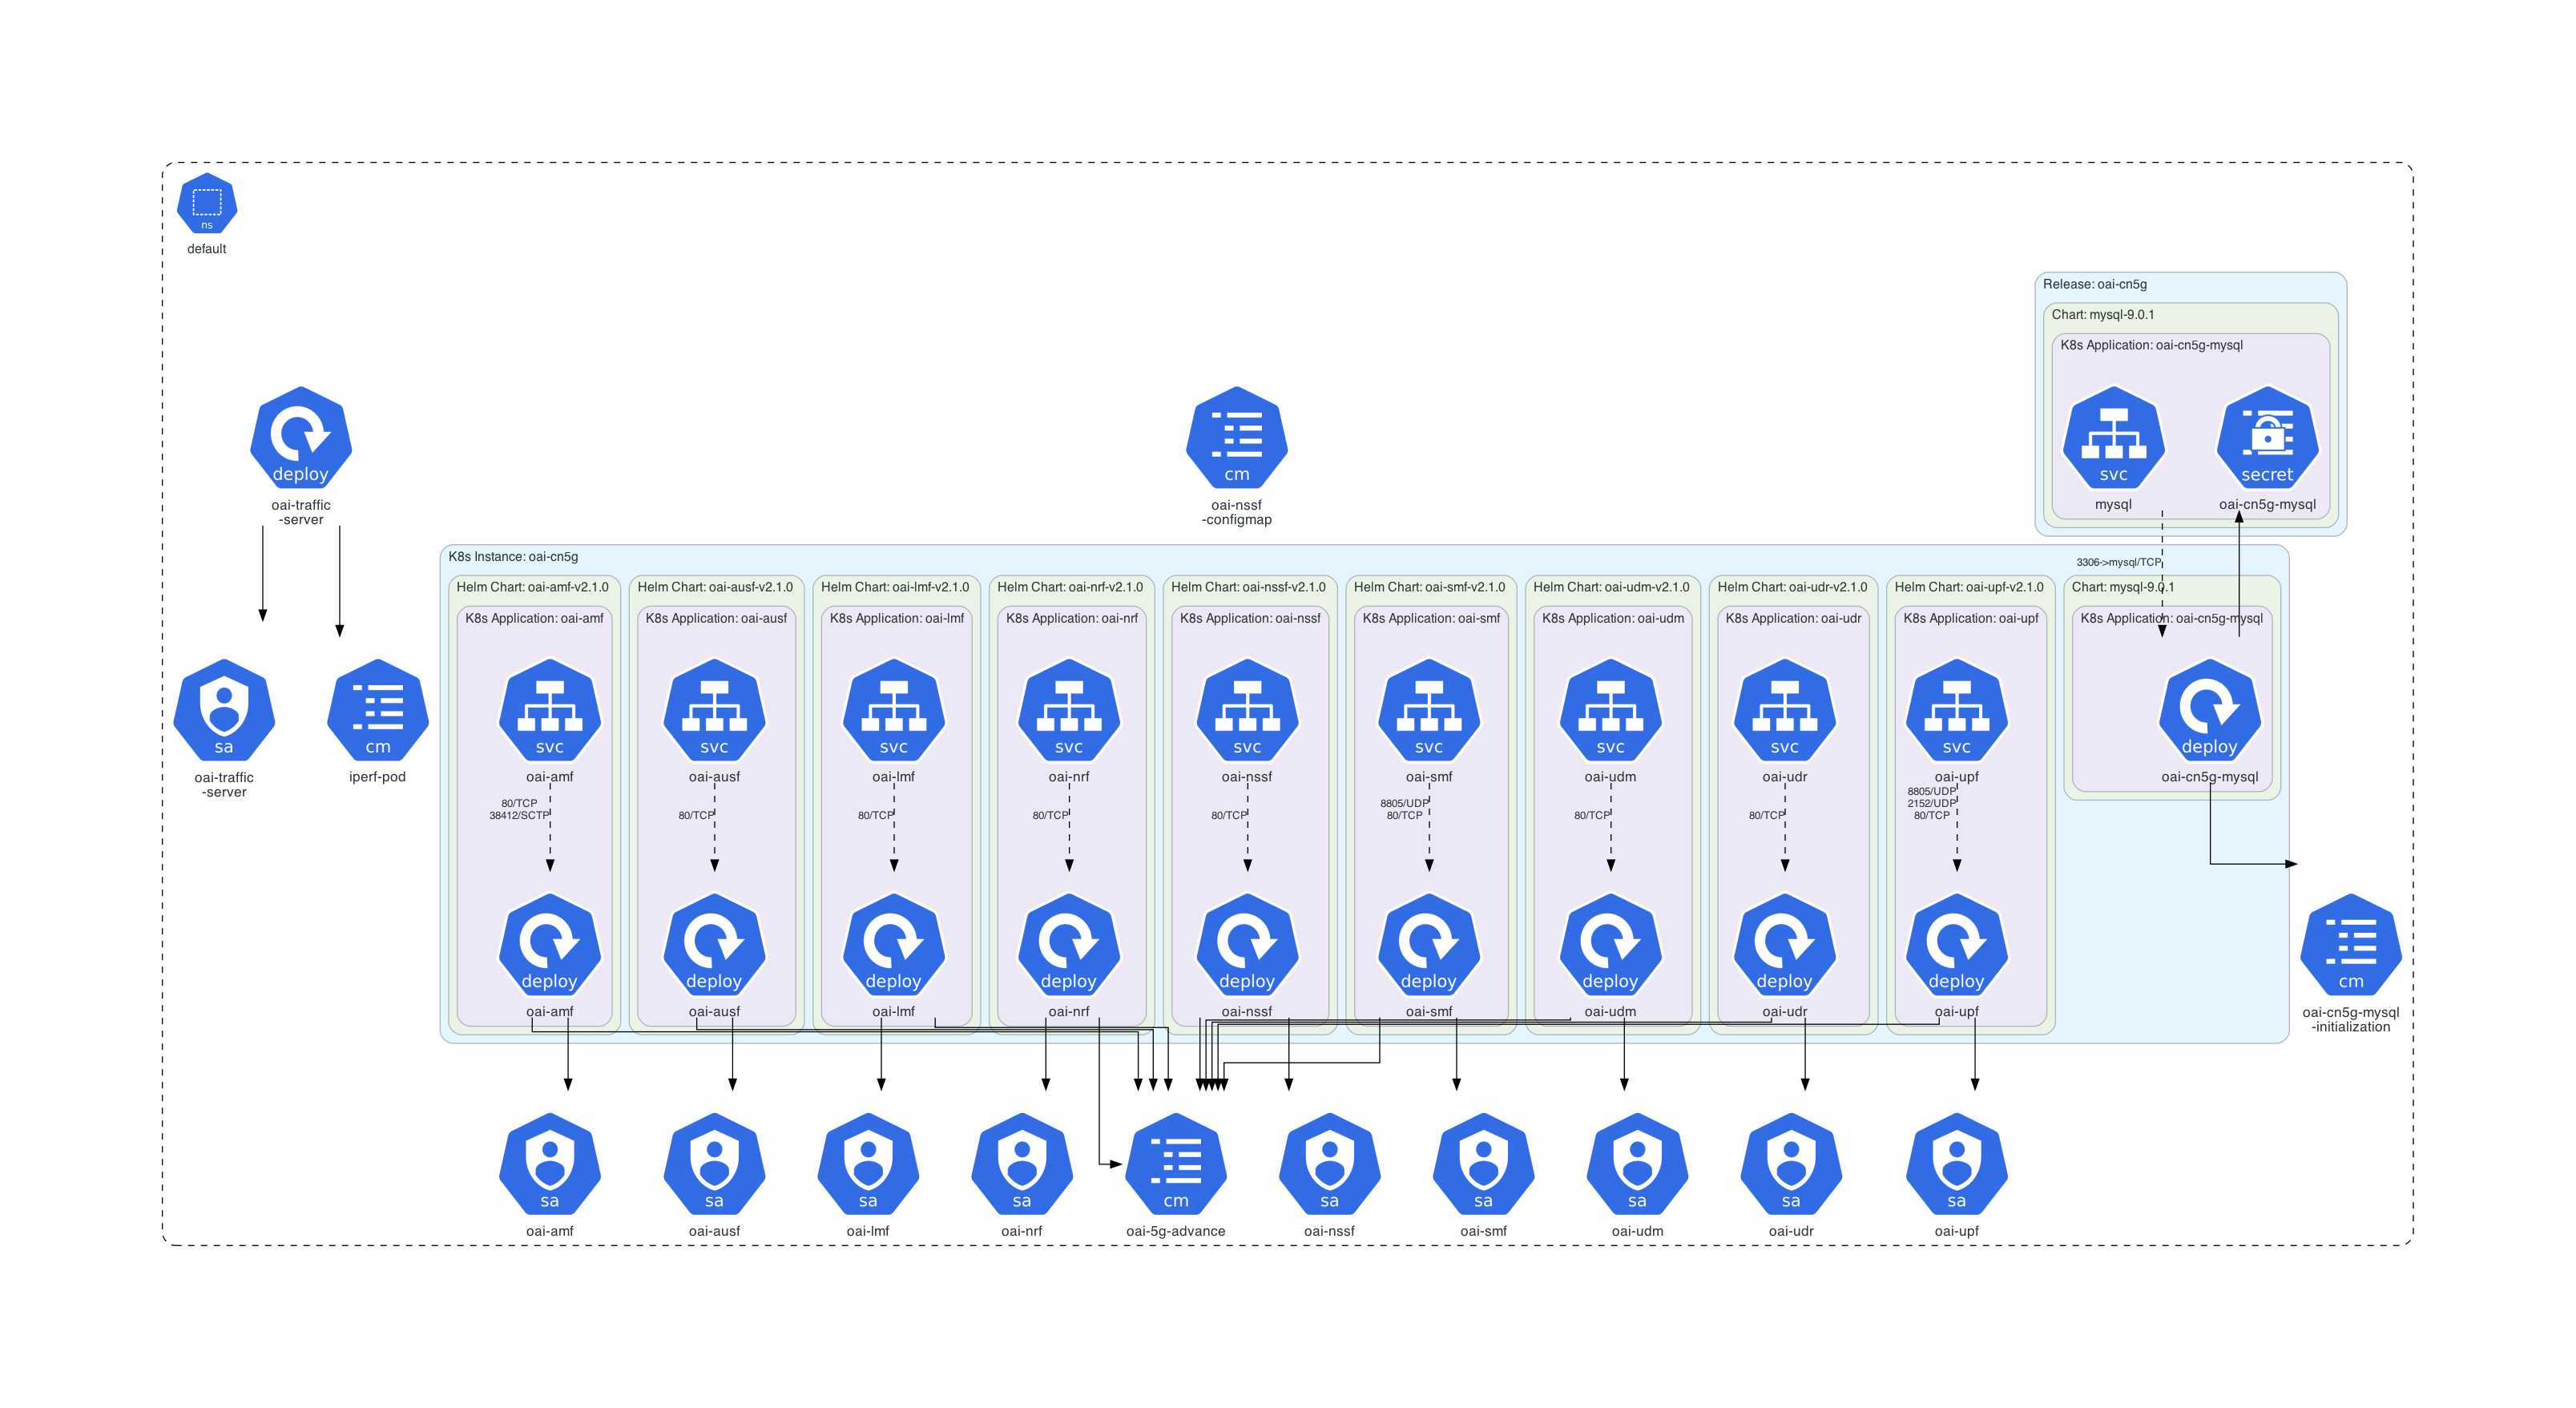 ns
default
Release: oai-cn5g
Chart: mysql-9.0.1
K8s Application: oai-cn5g-mysql
deploy
oai-traffic
-server
cm
oai-nssf
-configmap
svc
mysql
secret
oai-cn5g-mysql
K8s Instance: oai-cn5g
3306->mysql/TCP
Helm Chart: oai-amf-v2.1.0
Helm Chart: oai-ausf-v2.1.0
Helm Chart: oai-lmf-v2.1.0
Helm Chart: oai-nrf-v2.1.0
Helm Chart: oai-nssf-v2.1.0
Helm Chart: oai-smf-v2.1.0
Helm Chart: oai-udm-v2.1.0
Helm Chart: oai-udr-v2.1.0
Helm Chart: oai-upf-v2.1.0
Chart: mysql-9.0.1
K8s Application: oai-amf
K8s Application: oai-ausf
K8s Application: oai-lmf
K8s Application: oai-nrf
K8s Application: oai-nssf
K8s Application: oai-smf
K8s Application: oai-udm
K8s Application: oai-udr
K8s Application: oai-upf
K8s Application: oai-cn5g-mysql
sa
oai-traffic
-server
cm
iperf-pod
svc
oai-amf
svc
oai-ausf
svc
oai-lmf
svc
oai-nrf
svc
oai-nssf
svc
oai-smf
svc
oai-udm
svc
oai-udr
svc
oai-upf
deploy
oai-cn5g-mysql
80/TCP
38412/SCTP
80/TCP
80/TCP
80/TCP
80/TCP
8805/UDP
80/TCP
80/TCP
80/TCP
8805/UDP
2152/UDP
80/TCP
deploy
oai-amf
deploy
oai-ausf
deploy
oai-lmf
deploy
oai-nrf
deploy
oai-nssf
deploy
oai-smf
deploy
oai-udm
deploy
oai-udr
deploy
oai-upf
cm
oai-cn5g-mysql
-initialization
sa
oai-amf
sa
oai-ausf
sa
oai-lmf
sa
oai-nrf
cm
oai-5g-advance
sa
oai-nssf
sa
oai-smf
sa
oai-udm
sa
oai-udr
sa
oai-upf